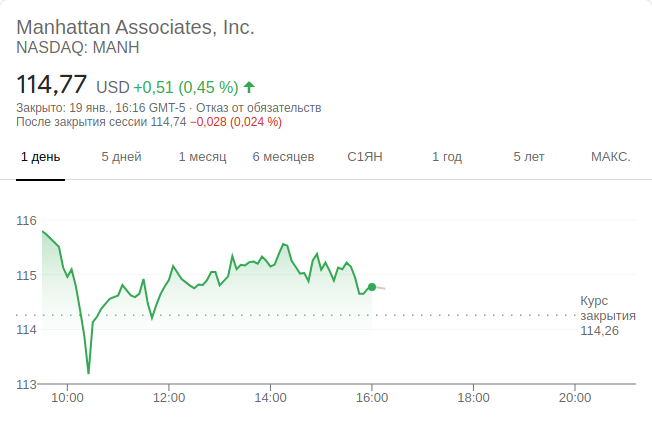 Manhattan Associates, Inc.
NASDAQ: MANH
114,77 USD +0,51 (0,45 %)
Закрыто: 19 янв., 16:16 GMT-5 · Отказ от обязательств
После закрытия сессии 114,74 −0,028 (0,024 %)
1 день 5 дней 1 месяц 6 месяцев С1ЯН 1 год 5 лет МАКС.
116
115
Курс
закрытия
114,26
114
113
10:00 12:00 14:00 16:00 18:00 20:00